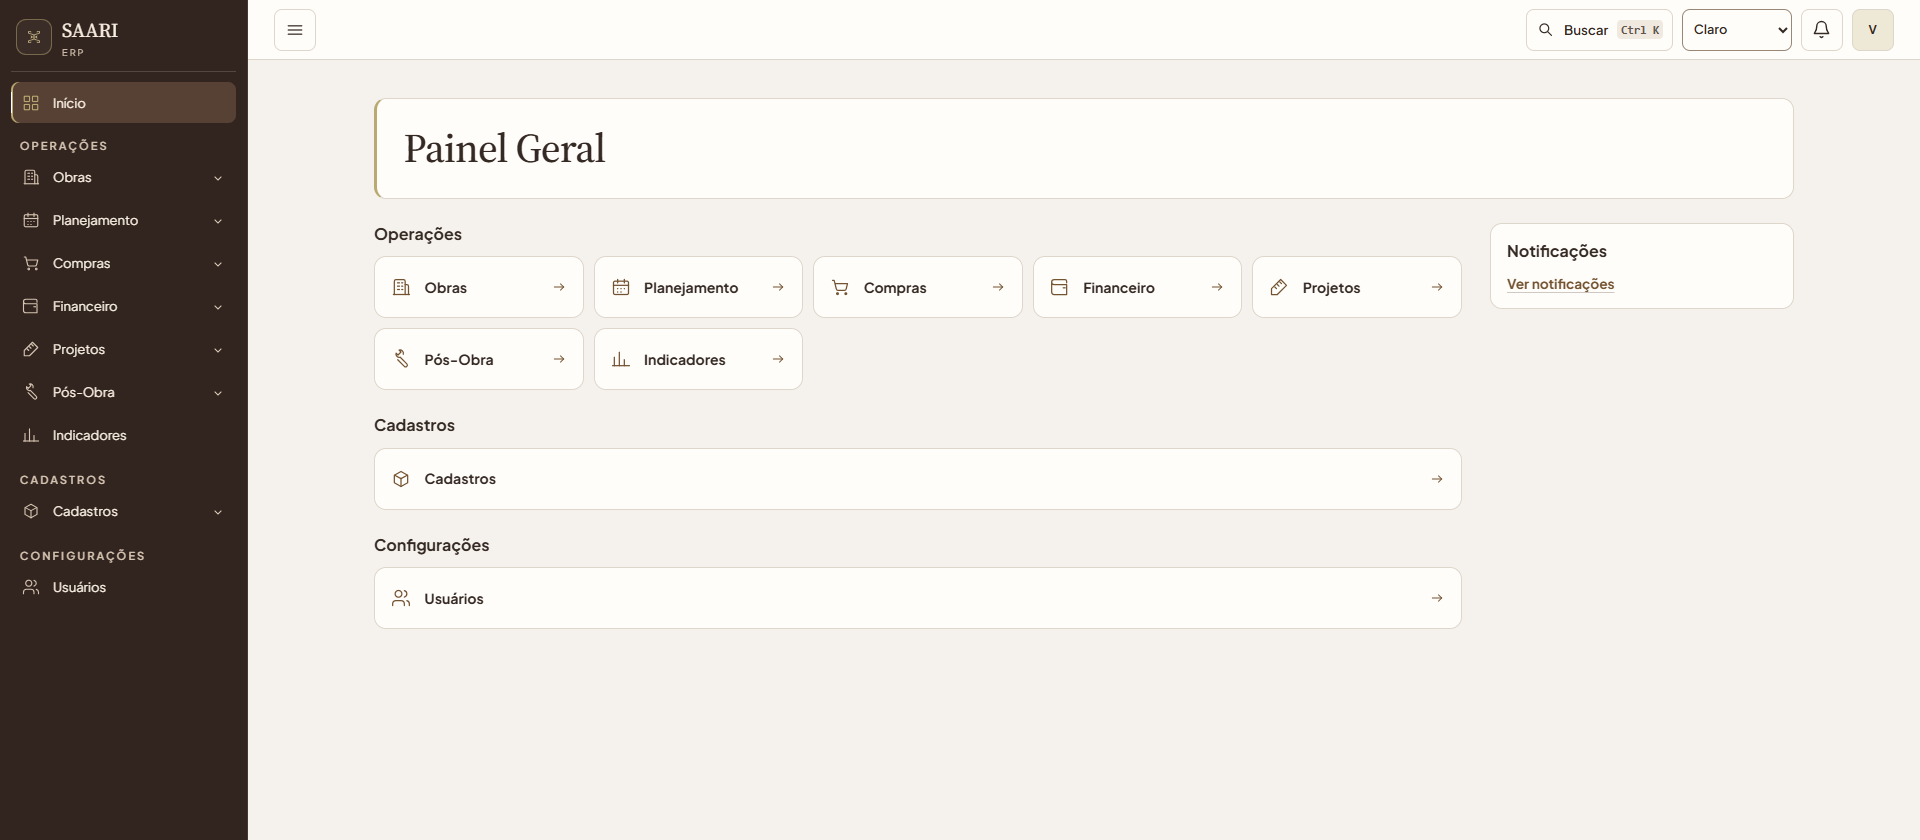 SAARI
ERP
Início
OPERAÇÕES
Obras
Planejamento
Compras
Financeiro
Projetos
Pós-Obra
Indicadores
CADASTROS
Cadastros
CONFIGURAÇÕES
Usuários
Buscar Ctrl K
Claro
V
Painel Geral
Operações
Obras
Planejamento
Compras
Financeiro
Projetos
Pós-Obra
Indicadores
Cadastros
Cadastros
Configurações
Usuários
Notificações
Ver notificações